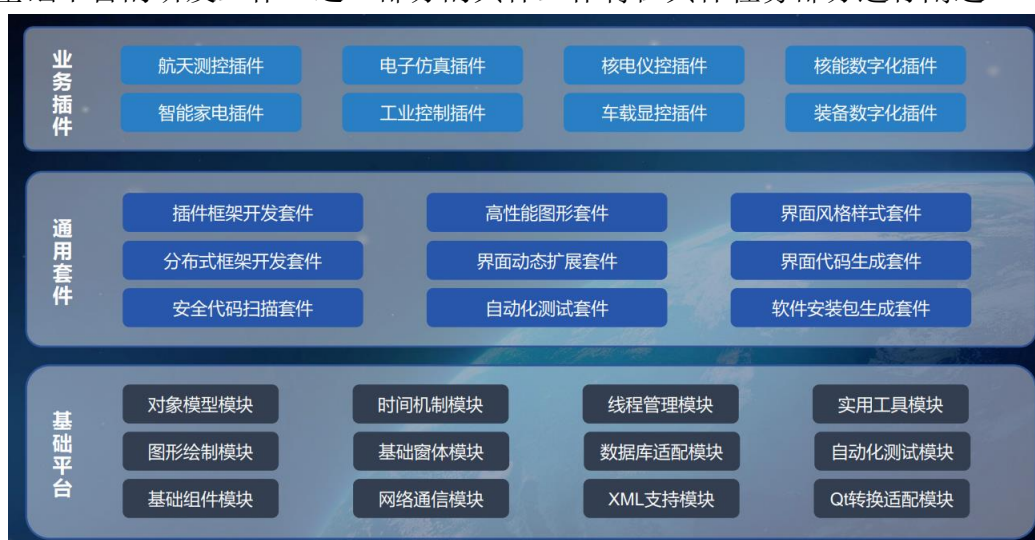 业务插件
航天测控插件 电子仿真插件 核电仪控插件 核能数字化插件
智能家电插件 工业控制插件 车载显控插件 装备数字化插件
通用套件
插件框架开发套件 高性能图形套件 界面风格样式套件
分布式框架开发套件 界面动态扩展套件 界面代码生成套件
安全代码扫描套件 自动化测试套件 软件安装包生成套件
基础平台
对象模型模块 时间机制模块 线程管理模块 实用工具模块
图形绘制模块 基础窗体模块 数据库适配模块 自动化测试模块
基础组件模块 网络通信模块 XML支持模块 Qt转换适配模块